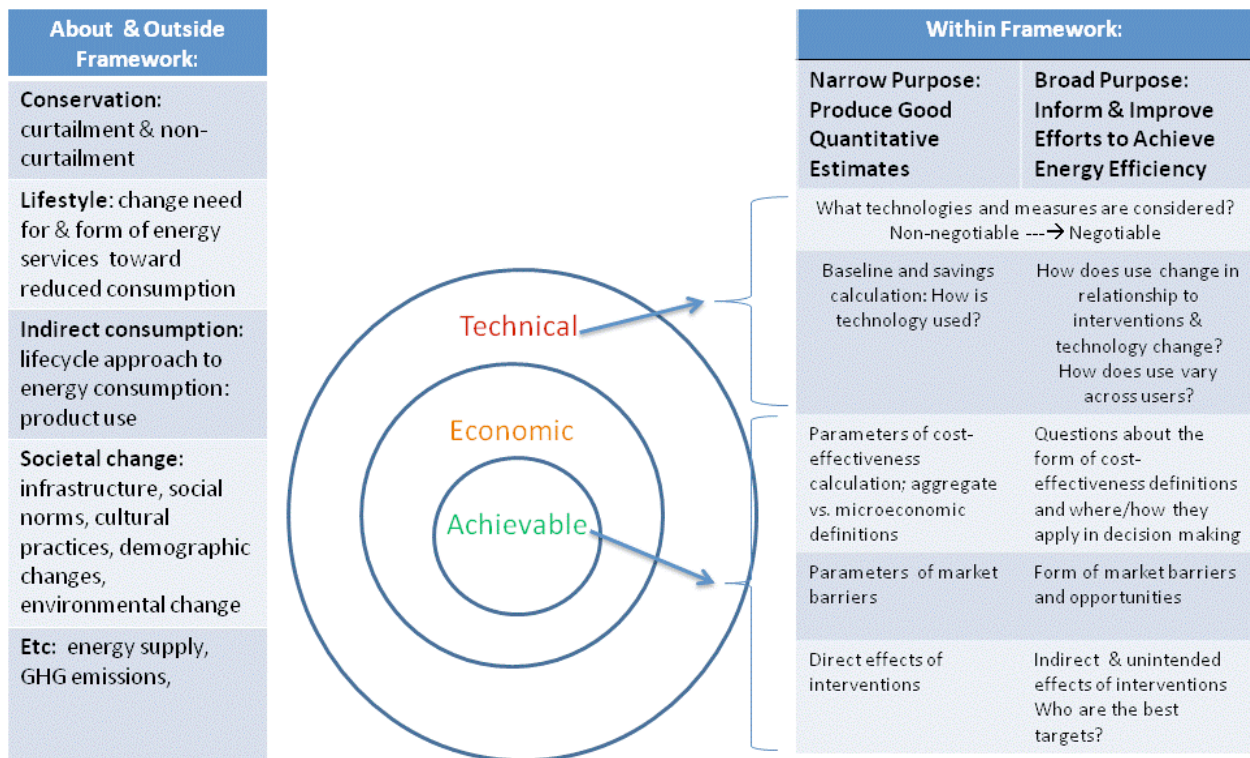 About & Outside
Framework:
Conservation:
curtailment & non-
curtailment
Lifestyle: change need
for & form of energy
services toward
reduced consumption
Indirect consumption:
lifecycle approach to
energy consumption:
product use
Societal change:
infrastructure, social
norms, cultural
practices, demographic
changes,
environmental change
Etc: energy supply,
GHG emissions,
Technical
Economic
Achievable
Within Framework:
Narrow Purpose:
Produce Good
Quantitative
Estimates
Broad Purpose:
Inform & Improve
Efforts to Achieve
Energy Efficiency
What technologies and measures are considered?
Non-negotiable ---→ Negotiable
Baseline and savings
calculation: How is
technology used?
How does use change in
relationship to
interventions &
technology change?
How does use vary
across users?
Parameters of cost-
effectiveness
calculation; aggregate
vs. microeconomic
definitions
Questions about the
form of cost-
effectiveness definitions
and where/how they
apply in decision making
Parameters of market
barriers
Form of market barriers
and opportunities
Direct effects of
interventions
Indirect & unintended
effects of interventions
Who are the best
targets?